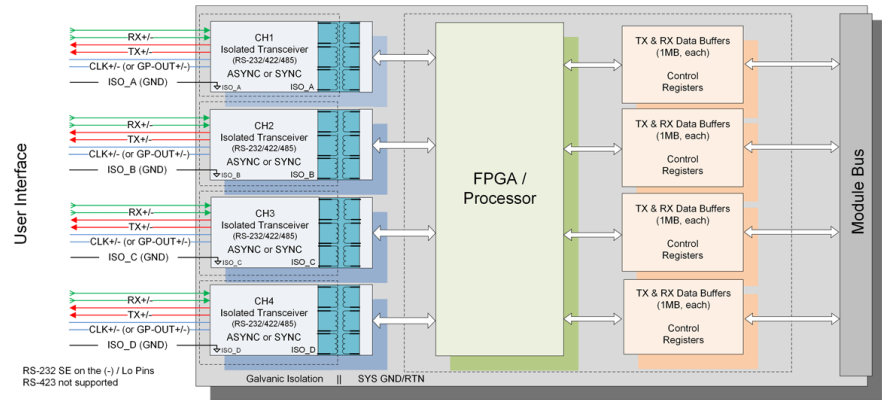 User Interface
RX+/-
TX+/-
CLK+/- (or GP-OUT+/-)
ISO_A (GND)
CH1
Isolated Transceiver
(RS-232/422/485)
ASYNC or SYNC
ISO_A
ISO_A
RX+/-
TX+/-
CLK+/- (or GP-OUT+/-)
ISO_B (GND)
CH2
Isolated Transceiver
(RS-232/422/485)
ASYNC or SYNC
ISO_B
ISO_B
RX+/-
TX+/-
CLK+/- (or GP-OUT+/-)
ISO_C (GND)
CH3
Isolated Transceiver
(RS-232/422/485)
ASYNC or SYNC
ISO_C
ISO_C
RX+/-
TX+/-
CLK+/- (or GP-OUT+/-)
ISO_D (GND)
CH4
Isolated Transceiver
(RS-232/422/485)
ASYNC or SYNC
ISO_D
ISO_D
FPGA /
Processor
TX & RX Data Buffers
(1MB, each)
Control
Registers
TX & RX Data Buffers
(1MB, each)
Control
Registers
TX & RX Data Buffers
(1MB, each)
Control
Registers
TX & RX Data Buffers
(1MB, each)
Control
Registers
Module Bus
RS-232 SE on the (-) / Lo Pins
RS-423 not supported
Galvanic Isolation || SYS GND/RTN